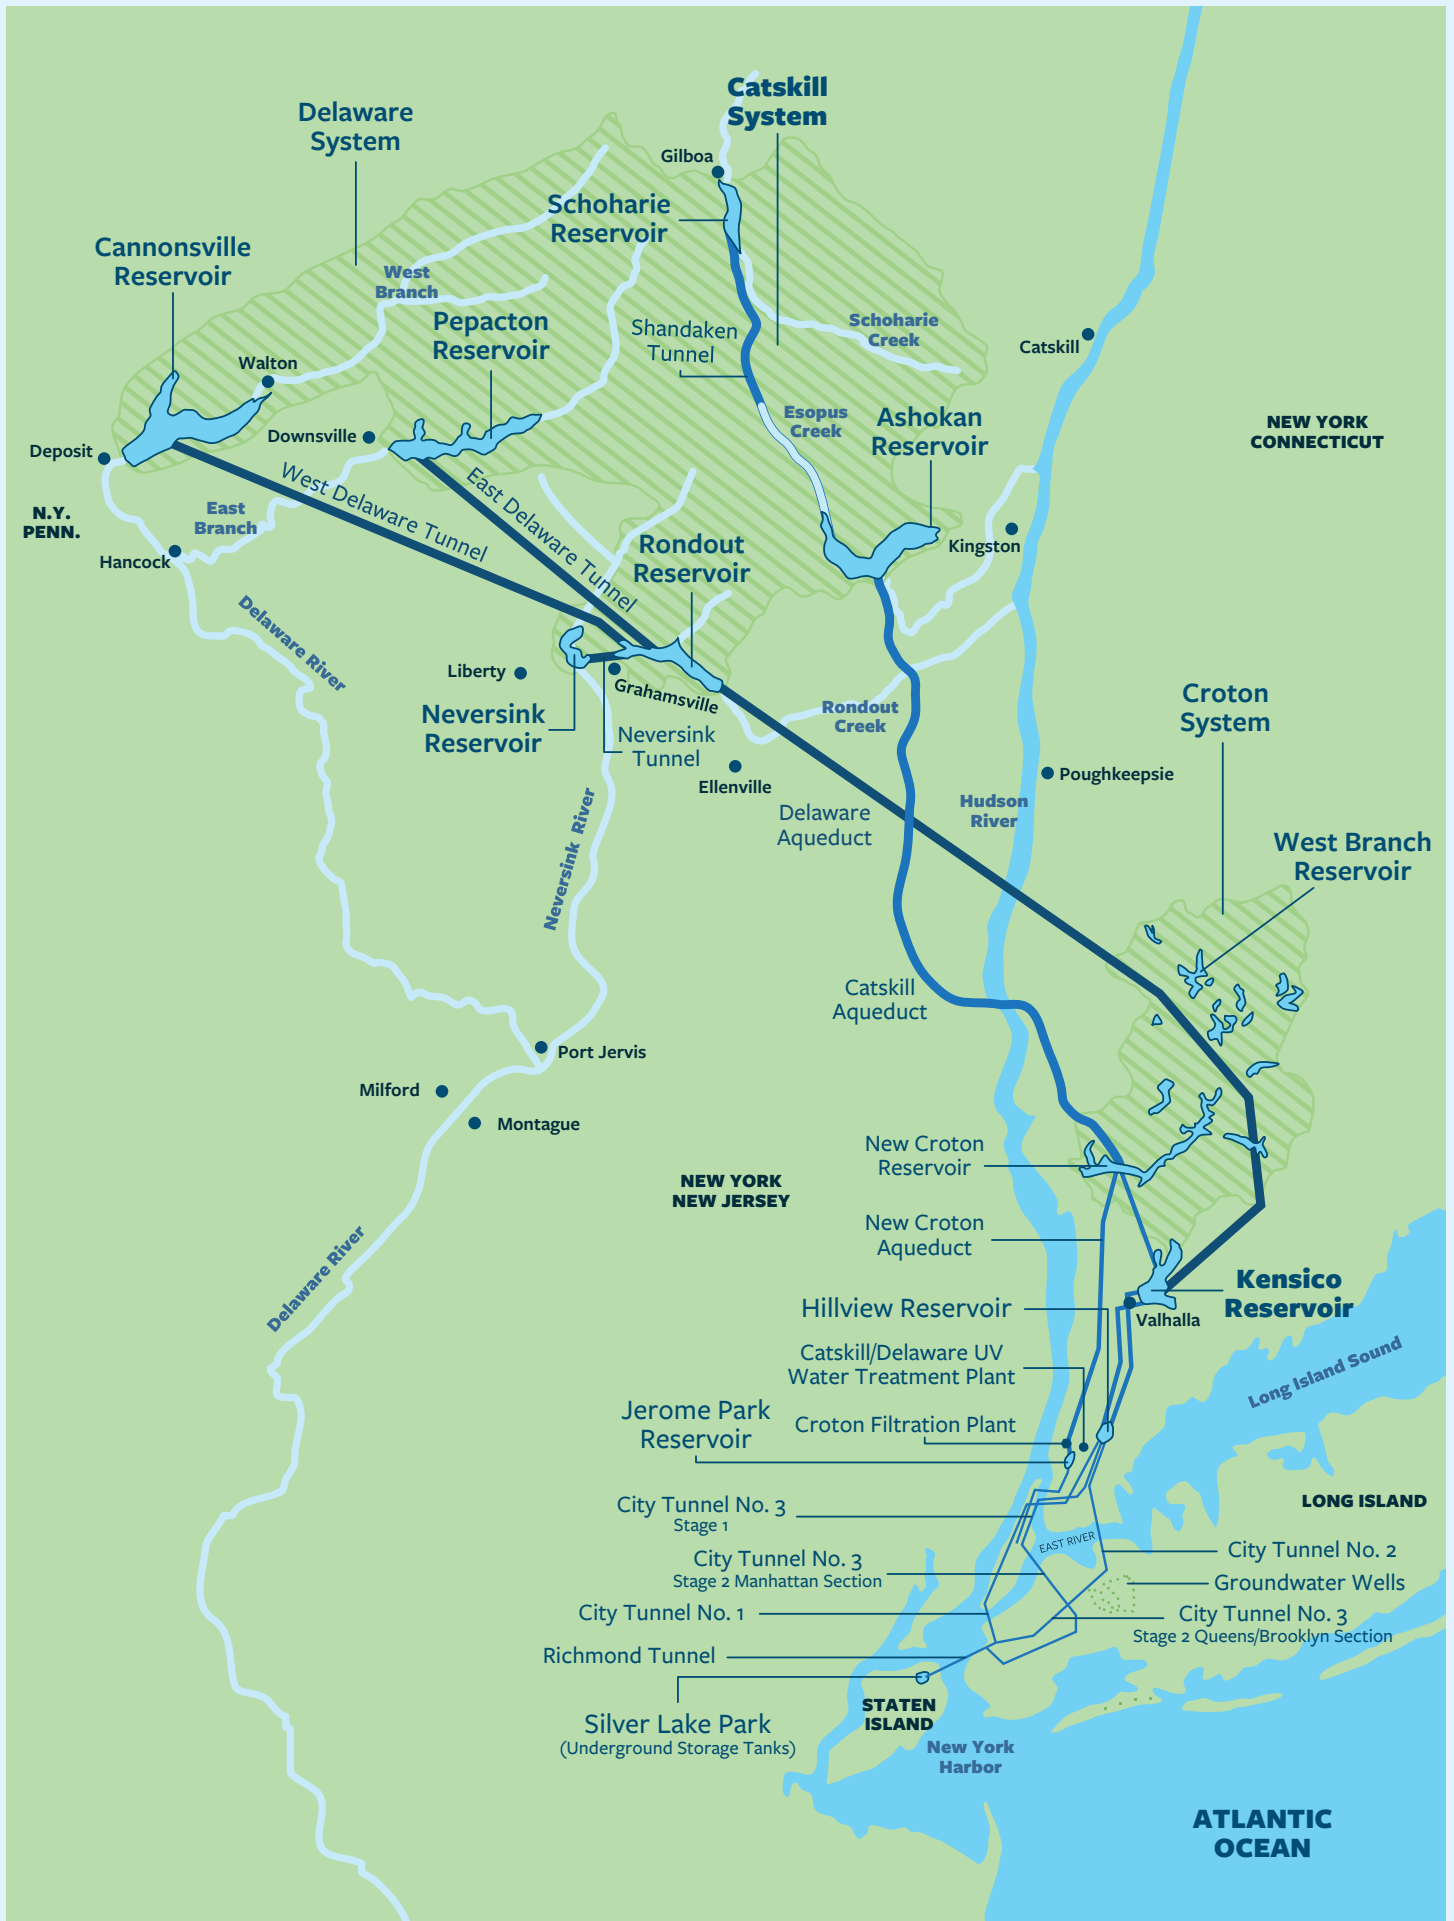 Catskill
System
Delaware
System
Gilboa
Schoharie
Reservoir
Cannonsville
Reservoir
West
Branch
Pepacton
Reservoir
Shandaken
Tunnel
Schoharie
Creek
Catskill
Walton
Esopus
Creek
Ashokan
Reservoir
NEW YORK
CONNECTICUT
Deposit
Downsville
West Delaware Tunnel
East Delaware Tunnel
N.Y.
PENN.
East
Branch
Hancock
Rondout
Reservoir
Kingston
Delaware River
Liberty
Grahamsville
Neversink
Reservoir
Neversink
Tunnel
Rondout
Creek
Croton
System
Ellenville
Poughkeepsie
Delaware
Aqueduct
Hudson
River
Neversink River
West Branch
Reservoir
Catskill
Aqueduct
Port Jervis
Milford
Montague
New Croton
Reservoir
NEW YORK
NEW JERSEY
New Croton
Aqueduct
Delaware River
Kensico
Reservoir
Hillview Reservoir
Valhalla
Catskill/Delaware UV
Water Treatment Plant
Long Island Sound
Jerome Park
Reservoir
Croton Filtration Plant
LONG ISLAND
City Tunnel No. 3
Stage 1
EAST RIVER
City Tunnel No. 2
City Tunnel No. 3
Stage 2 Manhattan Section
Groundwater Wells
City Tunnel No. 1
City Tunnel No. 3
Stage 2 Queens/Brooklyn Section
Richmond Tunnel
STATEN
ISLAND
Silver Lake Park
(Underground Storage Tanks)
New York
Harbor
ATLANTIC
OCEAN